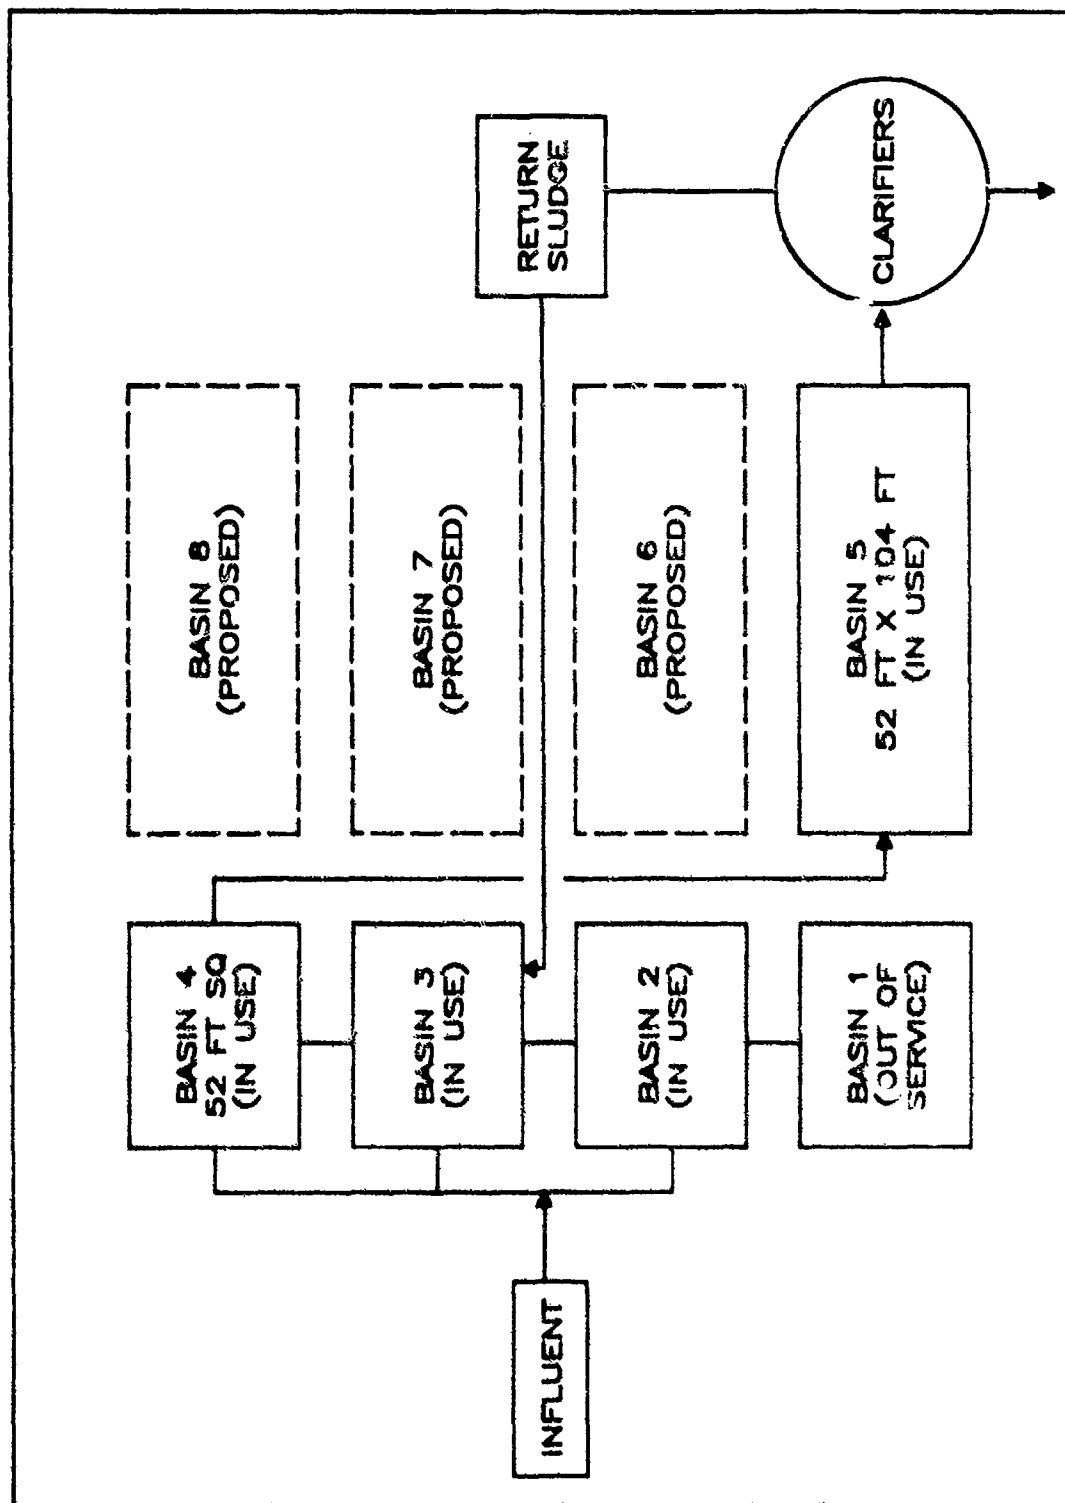 INFLUENT
BASIN 4
52 FT SQ
(IN USE)
BASIN 3
(IN USE)
BASIN 2
(IN USE)
BASIN 1
(OUT OF
SERVICE)
BASIN 8
(PROPOSED)
BASIN 7
(PROPOSED)
BASIN 6
(PROPOSED)
BASIN 5
52 FT X 104 FT
(IN USE)
RETURN
SLUDGE
CLARIFIERS